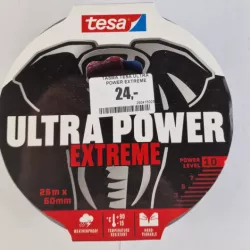 tesa
TARRA TESA ULTRA
POWER EXTREME
24,-
ULTRA POWER
EXTREME
POWER
LEVEL
10
25m x
50mm
WEATHERPROOF
TEMPERATURE
RESISTANT
HAND
TEARABLE